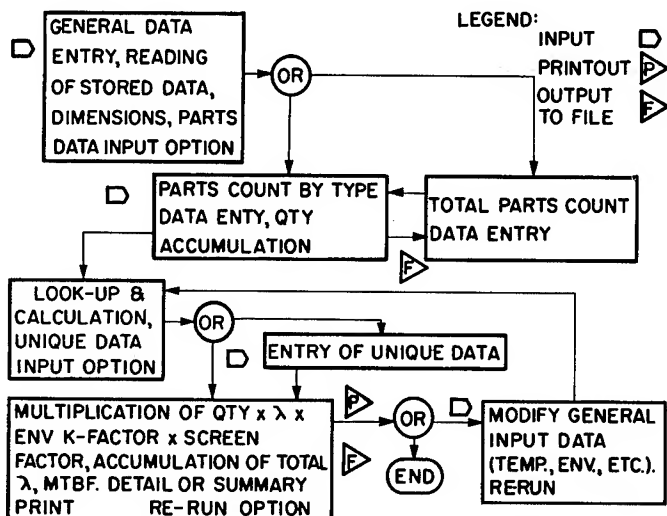 GENERAL DATA
ENTRY, READING
OF STORED DATA,
DIMENSIONS, PARTS
DATA INPUT OPTION
OR
LEGEND:
INPUT
PRINTOUT P
OUTPUT
TO FILE F
PARTS COUNT BY TYPE
DATA ENTY, QTY
ACCUMULATION
TOTAL PARTS COUNT
DATA ENTRY
F
LOOK-UP &
CALCULATION,
UNIQUE DATA
INPUT OPTION
OR
ENTRY OF UNIQUE DATA
MULTIPLICATION OF QTY x λ x
ENV K-FACTOR x SCREEN
FACTOR, ACCUMULATION OF TOTAL
λ, MTBF. DETAIL OR SUMMARY
PRINT RE-RUN OPTION
P
F
OR
END
MODIFY GENERAL
INPUT DATA
(TEMP., ENV., ETC.).
RERUN